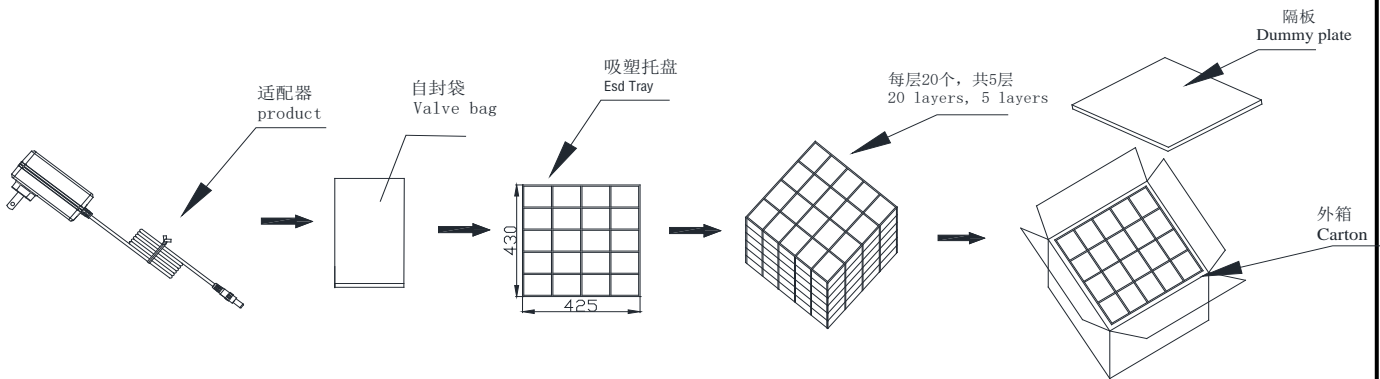 适配器
product
自封袋
Valve bag
吸塑托盘
Esd Tray
430
425
每层20个，共5层
20 layers, 5 layers
隔板
Dummy plate
外箱
Carton